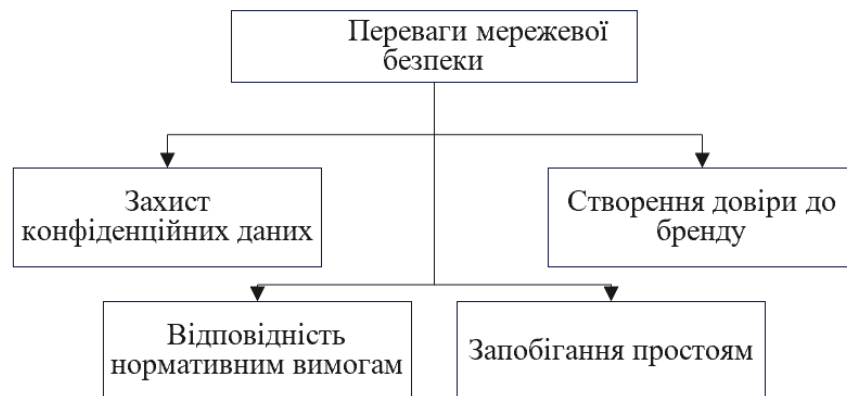 Переваги мережевої
безпеки
Захист
конфіденційних даних
Створення довіри до
бренду
Відповідність
нормативним вимогам
Запобігання простоям